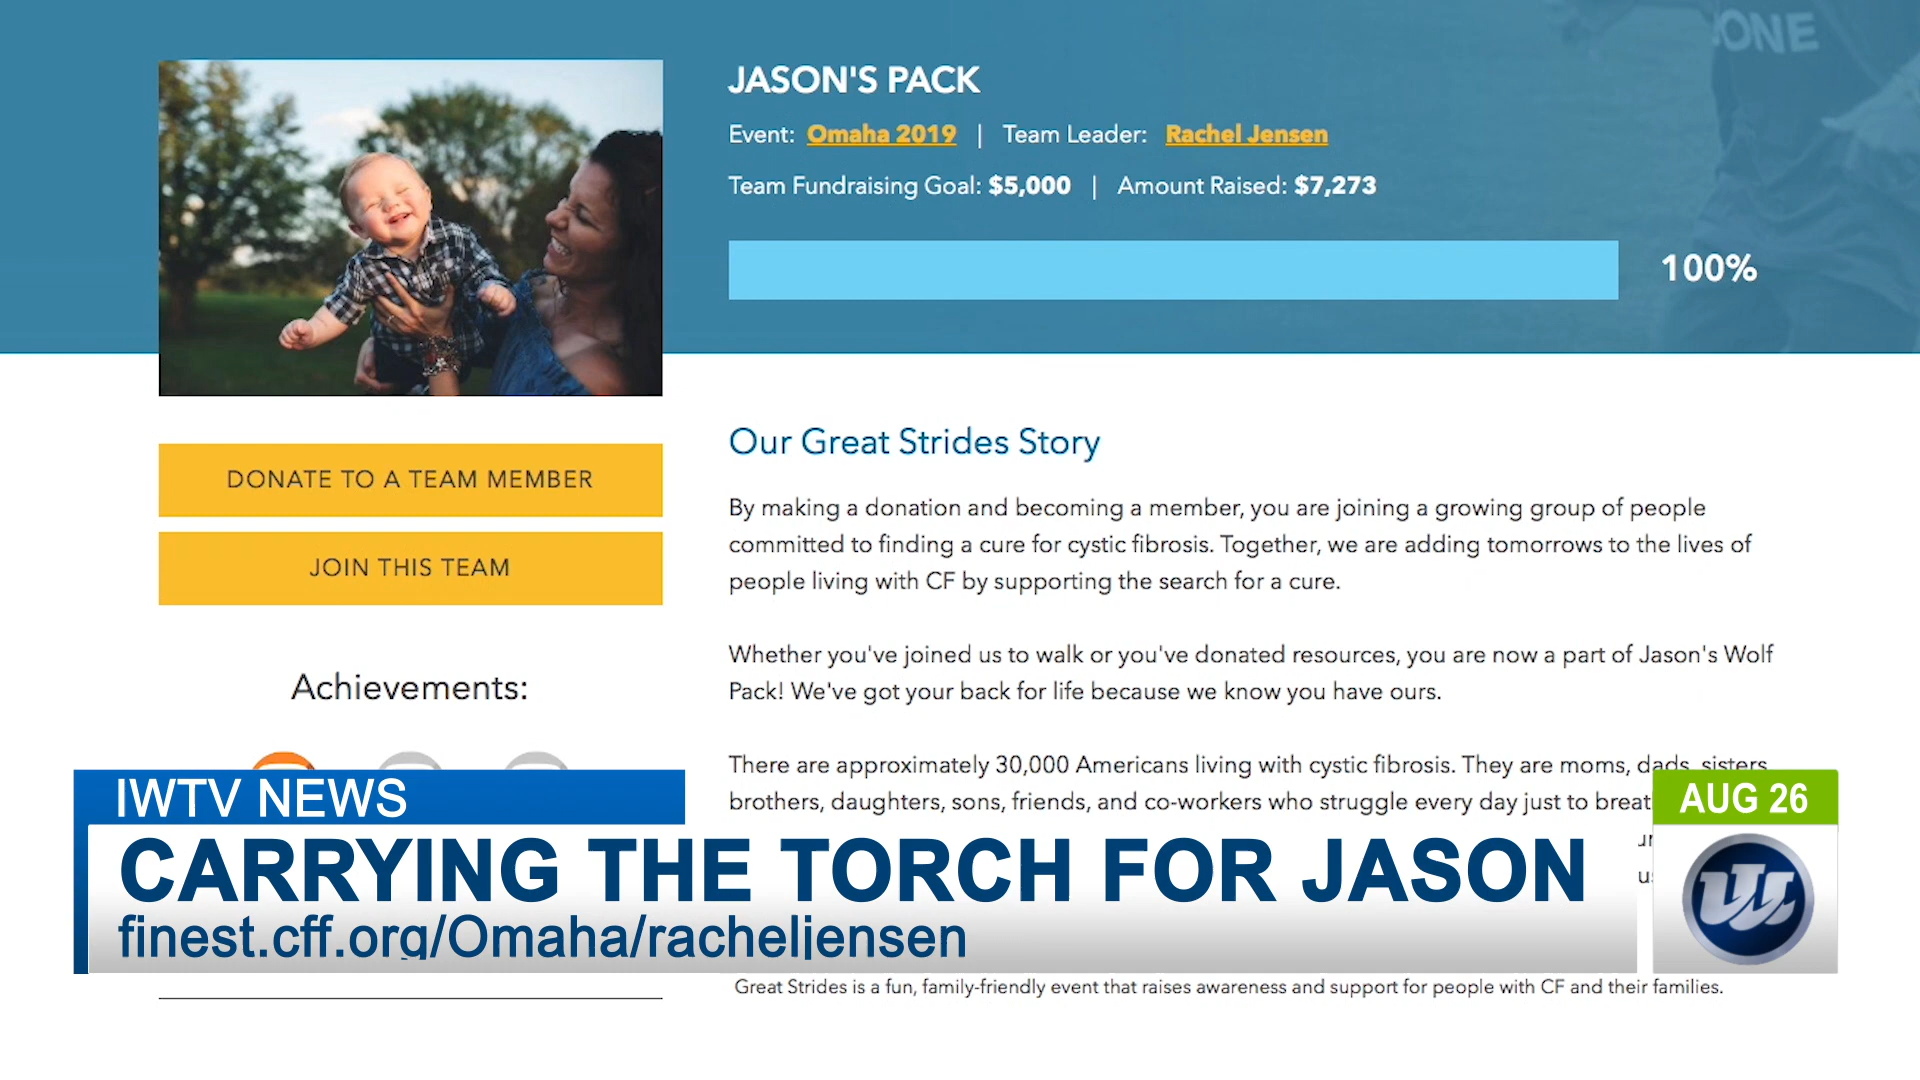 ONE
JASON'S PACK
Event: Omaha 2019 | Team Leader: Rachel Jensen
Team Fundraising Goal: $5,000 | Amount Raised: $7,273
100%
DONATE TO A TEAM MEMBER
JOIN THIS TEAM
Achievements:
Our Great Strides Story
By making a donation and becoming a member, you are joining a growing group of people
committed to finding a cure for cystic fibrosis. Together, we are adding tomorrows to the lives of
people living with CF by supporting the search for a cure.
Whether you've joined us to walk or you've donated resources, you are now a part of Jason's Wolf
Pack! We've got your back for life because we know you have ours.
There are approximately 30,000 Americans living with cystic fibrosis. They are moms, dads, sisters,
brothers, daughters, sons, friends, and co-workers who struggle every day just to breat
IWTV NEWS
CARRYING THE TORCH FOR JASON
finest.cff.org/Omaha/racheljensen
AUG 26
Great Strides is a fun, family-friendly event that raises awareness and support for people with CF and their families.